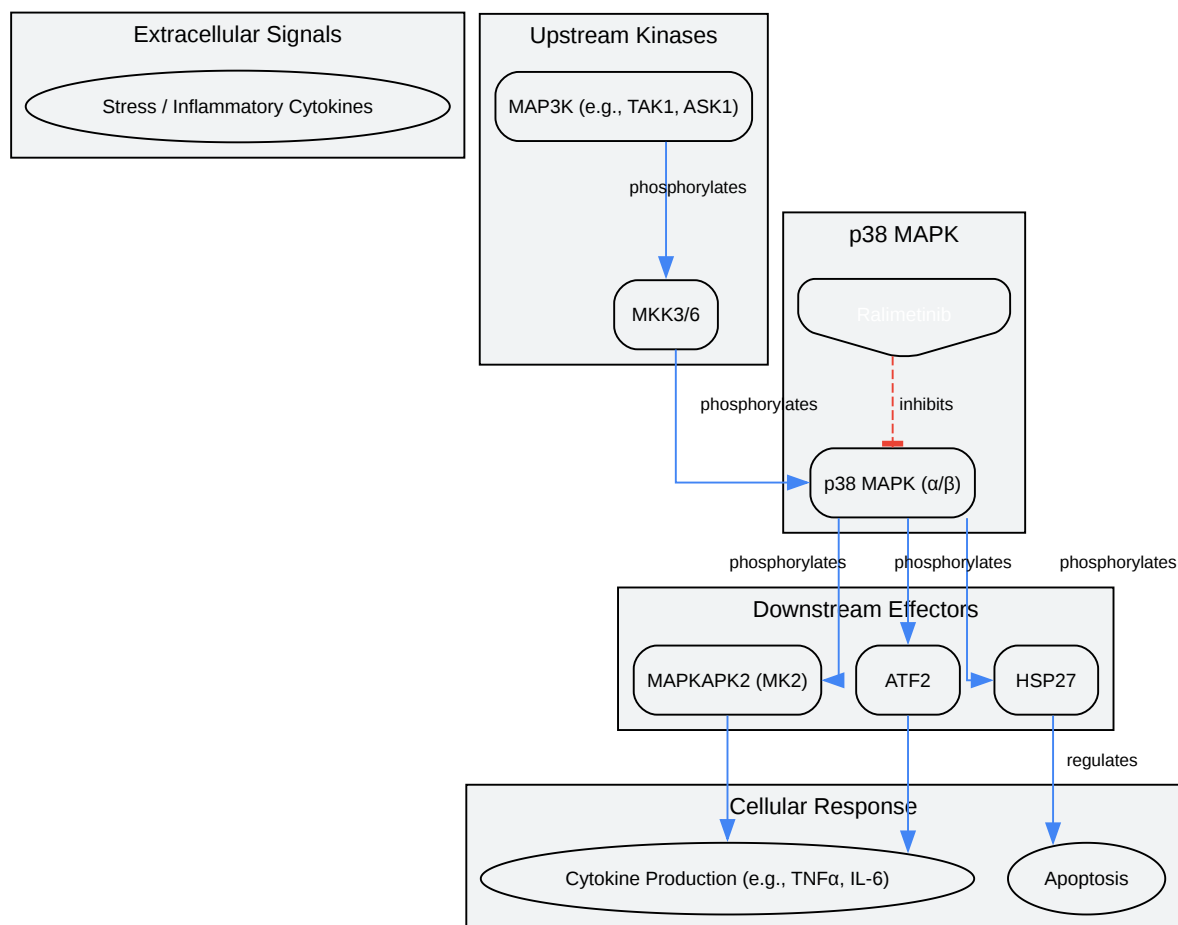 Extracellular Signals
Stress / Inflammatory Cytokines
Upstream Kinases
MAP3K (e.g., TAK1, ASK1)
phosphorylates
MKK3/6
phosphorylates
p38 MAPK
Ralimetinib
inhibits
p38 MAPK (α/β)
phosphorylates
phosphorylates
phosphorylates
Downstream Effectors
MAPKAPK2 (MK2)
ATF2
HSP27
regulates
Cellular Response
Cytokine Production (e.g., TNFα, IL-6)
Apoptosis